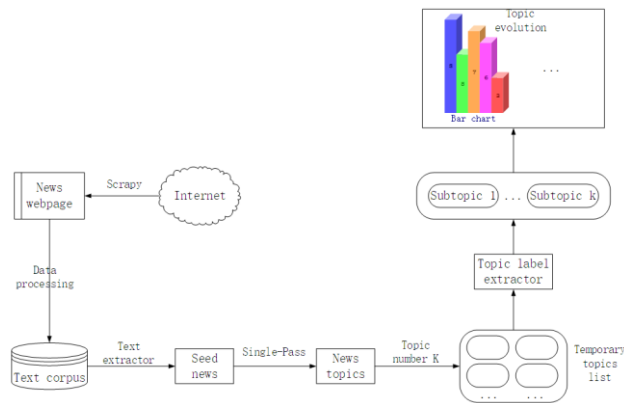 Topic
evolution
...
Bar chart
News
webpage
Scrapy
Internet
Subtopic 1 ... Subtopic k
Data
processing
Topic label
extractor
Text corpus
Text
extractor
Seed
news
Single-Pass
News
topics
Topic
number K
... ...
Temporary
topics
list